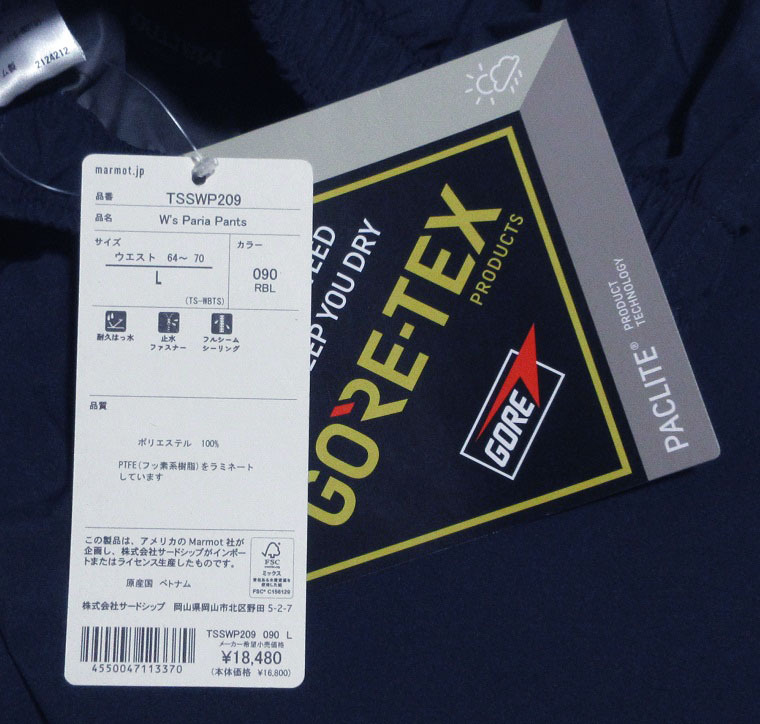 ム製
2124212
marmot.jp
品番 TSSWP209
品名 W's Paria Pants
サイズ
ウエスト 64〜 70
L
(TS-WBTS)
カラー
090
RBL
耐久はっ水
止水
ファスナー
フルシーム
シーリング
品質
ポリエステル 100%
PTFE(フッ素系樹脂)をラミネート
しています
この製品は、アメリカのMarmot社が
企画し、株式会社サードシップがインポー
トまたはライセンス生産したものです。
原産国 ベトナム
FSC
ミックス
FSC® C156129
株式会社サードシップ 岡山県岡山市北区野田 5-2-7
TSSWP209 090 L
メーカー希望小売価格
¥18,480
(本体価格 ¥16,800)
4550047113370
EED
EEP YOU DRY
GORE-TEX
PRODUCTS
GORE
PACLITE® PRODUCT
TECHNOLOGY